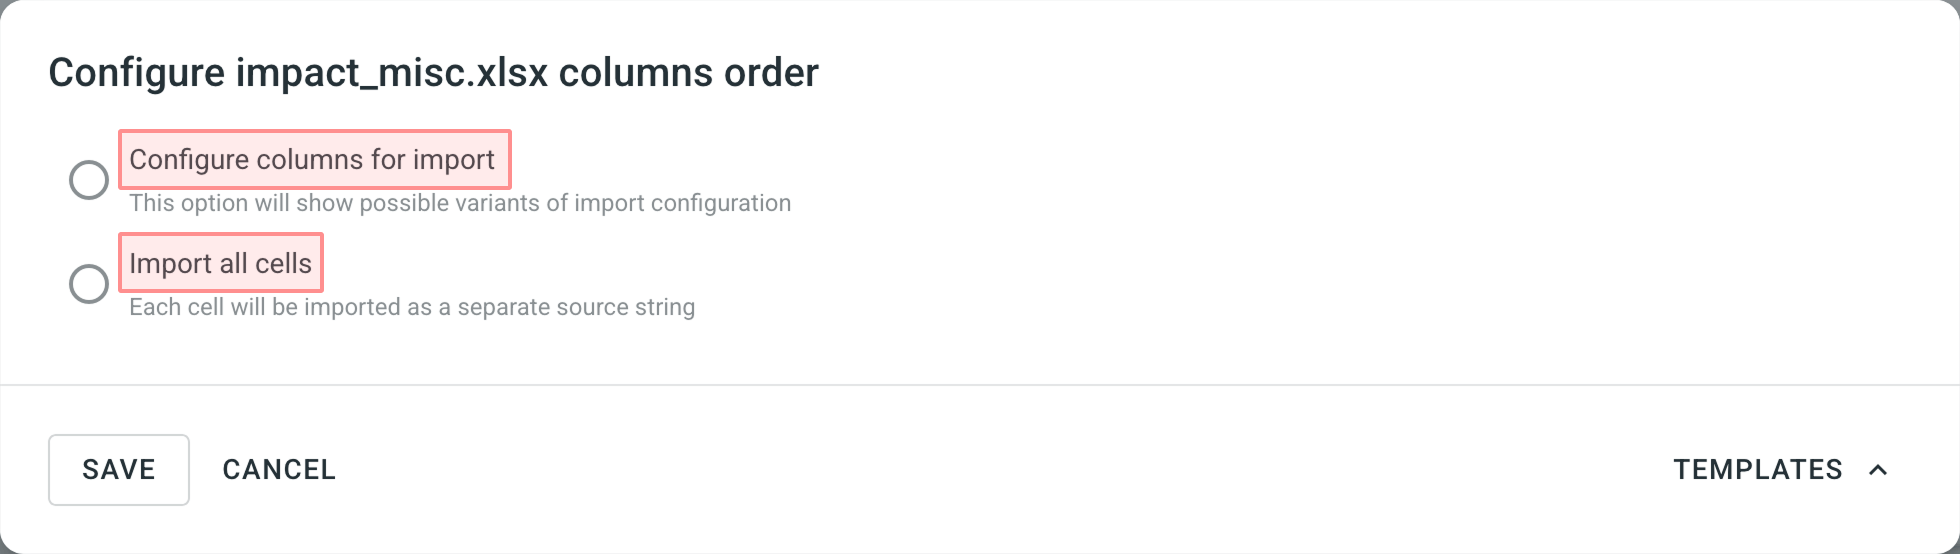 Configure impact_misc.xlsx columns order
Configure columns for import
This option will show possible variants of import configuration
Import all cells
Each cell will be imported as a separate source string
SAVE
CANCEL
TEMPLATES